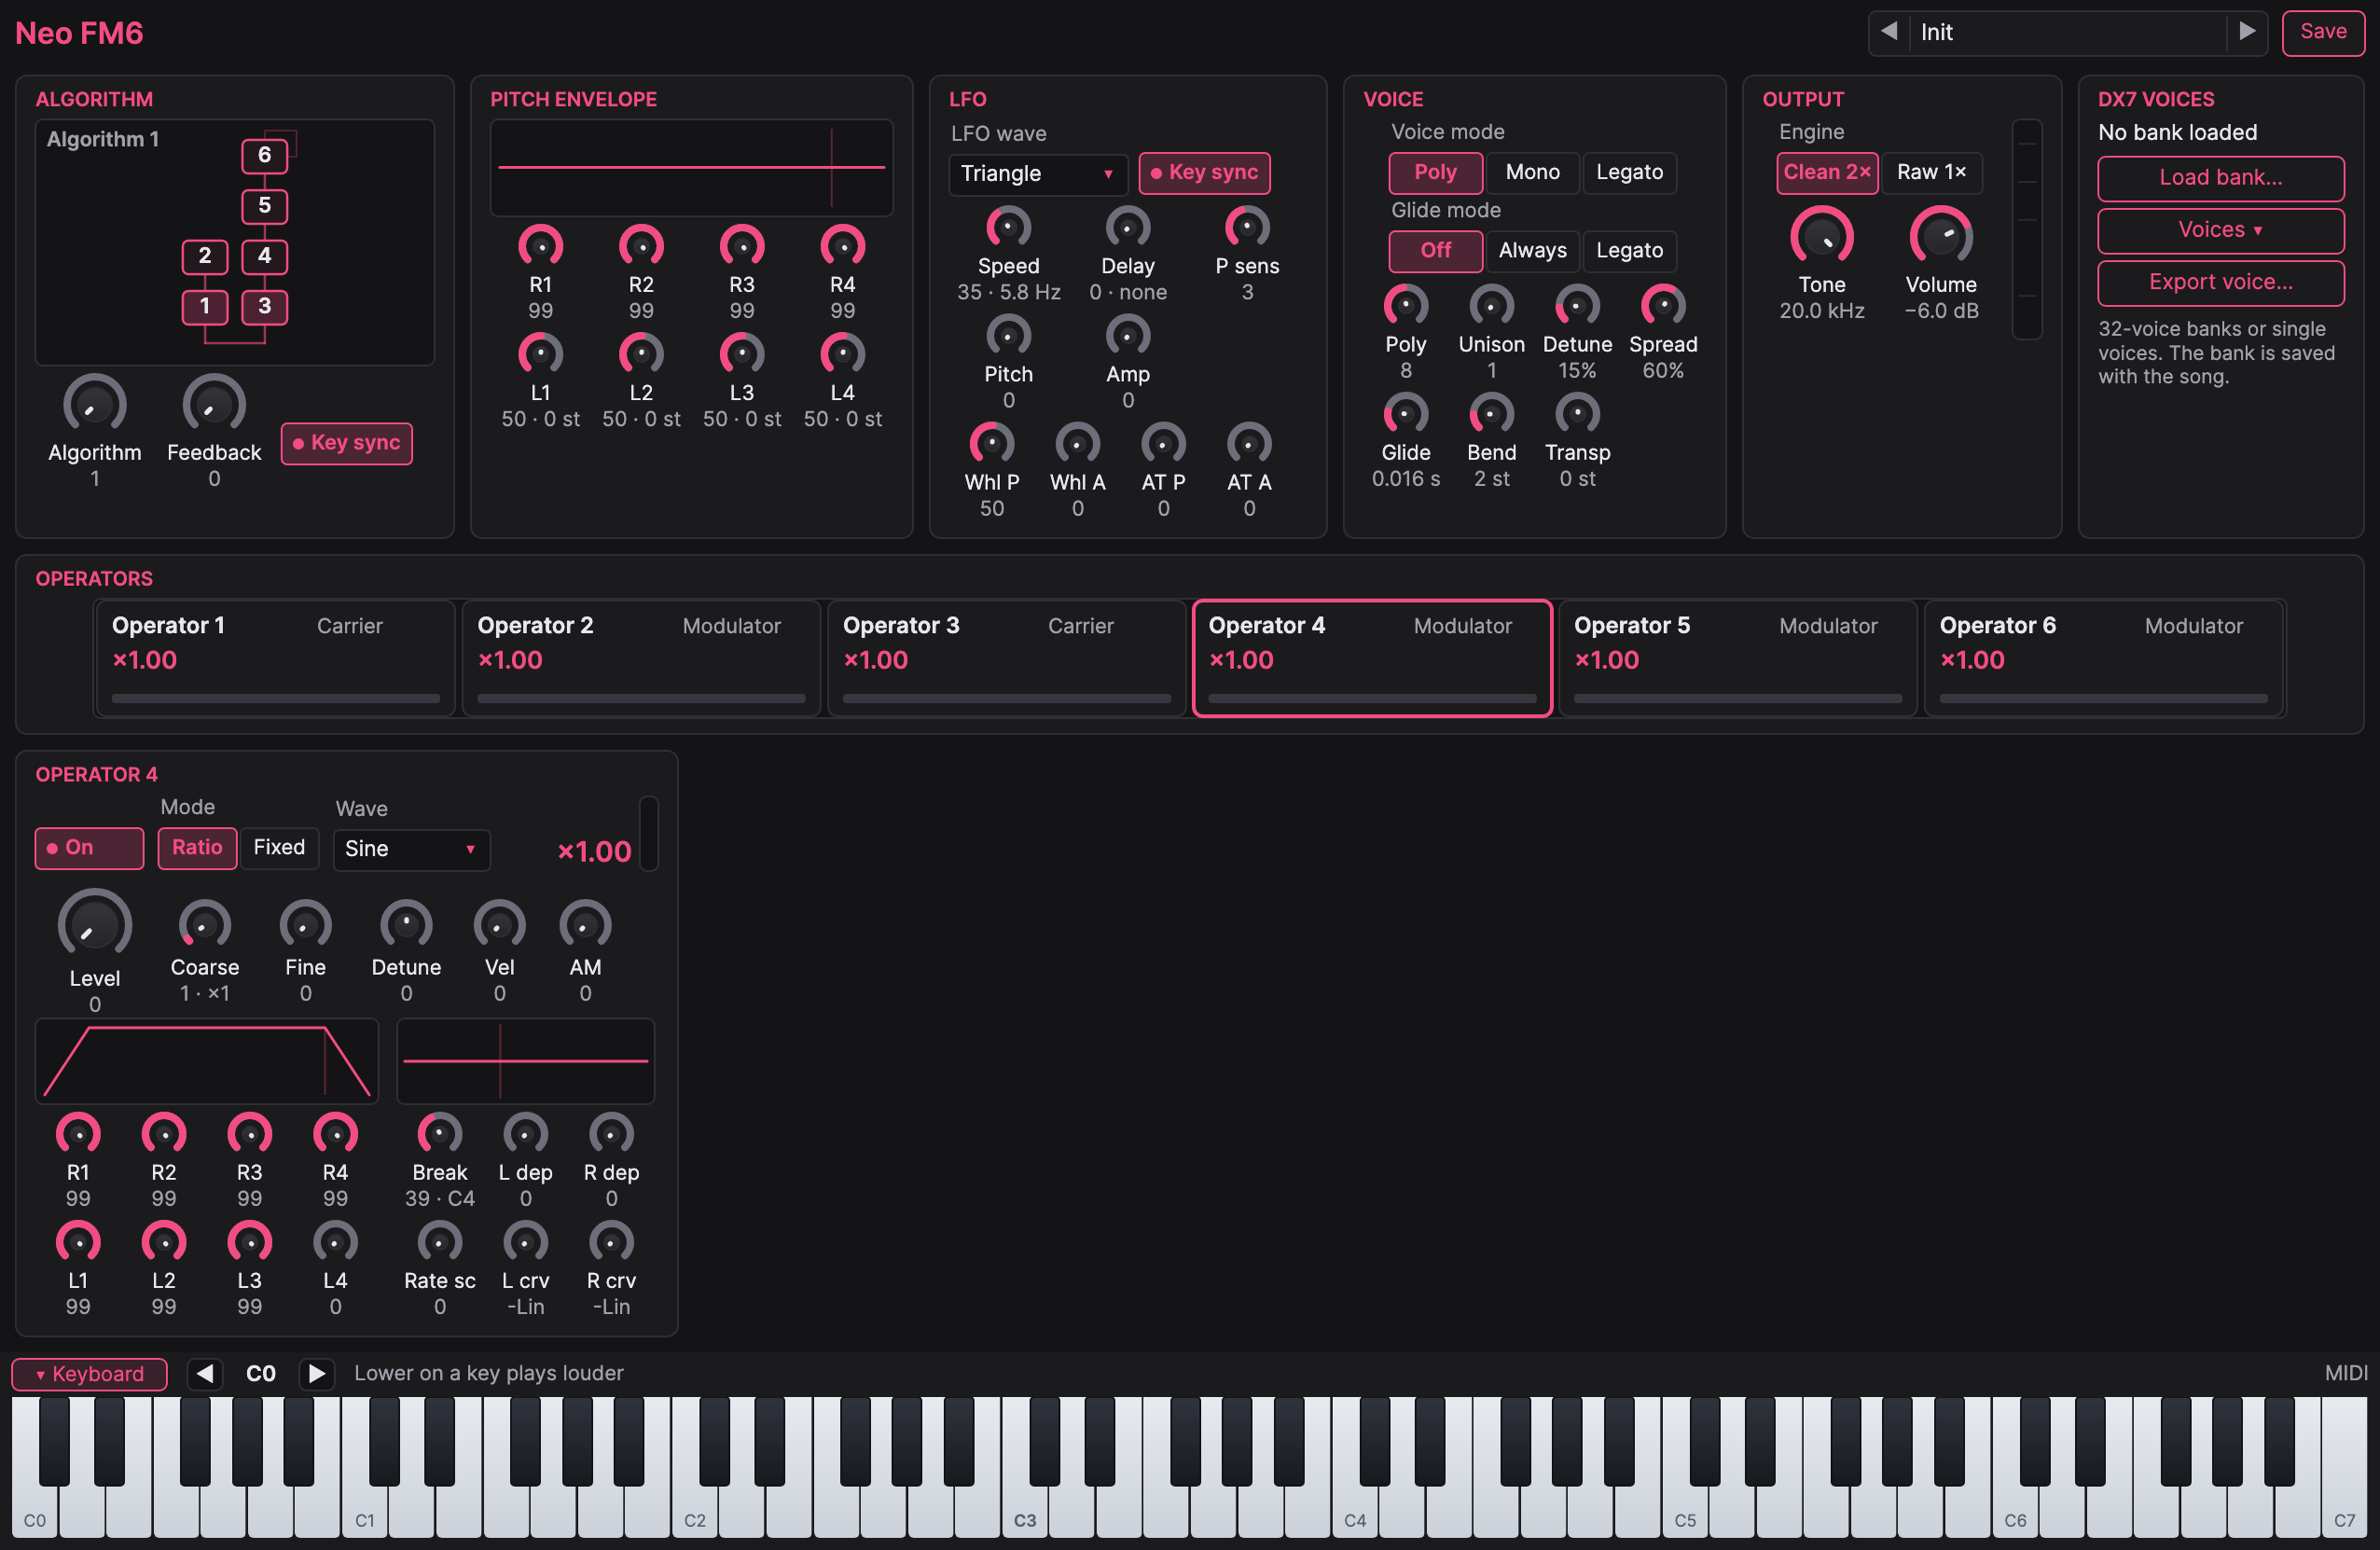 Neo FM6
Init
Save
ALGORITHM
Algorithm 1
6
5
2 4
1 3
Algorithm Feedback
1 0
Key sync
PITCH ENVELOPE
R1 R2 R3 R4
99 99 99 99
L1 L2 L3 L4
50 · 0 st 50 · 0 st 50 · 0 st 50 · 0 st
LFO
LFO wave
Triangle Key sync
Speed Delay P sens
35 · 5.8 Hz 0 · none 3
Pitch Amp
0 0
Whl P Whl A AT P AT A
50 0 0 0
VOICE
Voice mode
Poly Mono Legato
Glide mode
Off Always Legato
Poly Unison Detune Spread
8 1 15% 60%
Glide Bend Transp
0.016 s 2 st 0 st
OUTPUT
Engine
Clean 2× Raw 1×
Tone Volume
20.0 kHz −6.0 dB
DX7 VOICES
No bank loaded
Load bank...
Voices ▾
Export voice...
32-voice banks or single
voices. The bank is saved
with the song.
OPERATORS
Operator 1 Carrier
×1.00
Operator 2 Modulator
×1.00
Operator 3 Carrier
×1.00
Operator 4 Modulator
×1.00
Operator 5 Modulator
×1.00
Operator 6 Modulator
×1.00
OPERATOR 4
Mode Wave
On Ratio Fixed Sine ×1.00
Level Coarse Fine Detune Vel AM
0 1 · ×1 0 0 0 0
R1 R2 R3 R4 Break L dep R dep
99 99 99 99 39 · C4 0 0
L1 L2 L3 L4 Rate sc L crv R crv
99 99 99 0 0 -Lin -Lin
▾ Keyboard ◀ C0 ▶ Lower on a key plays louder MIDI
C0 C1 C2 C3 C4 C5 C6 C7